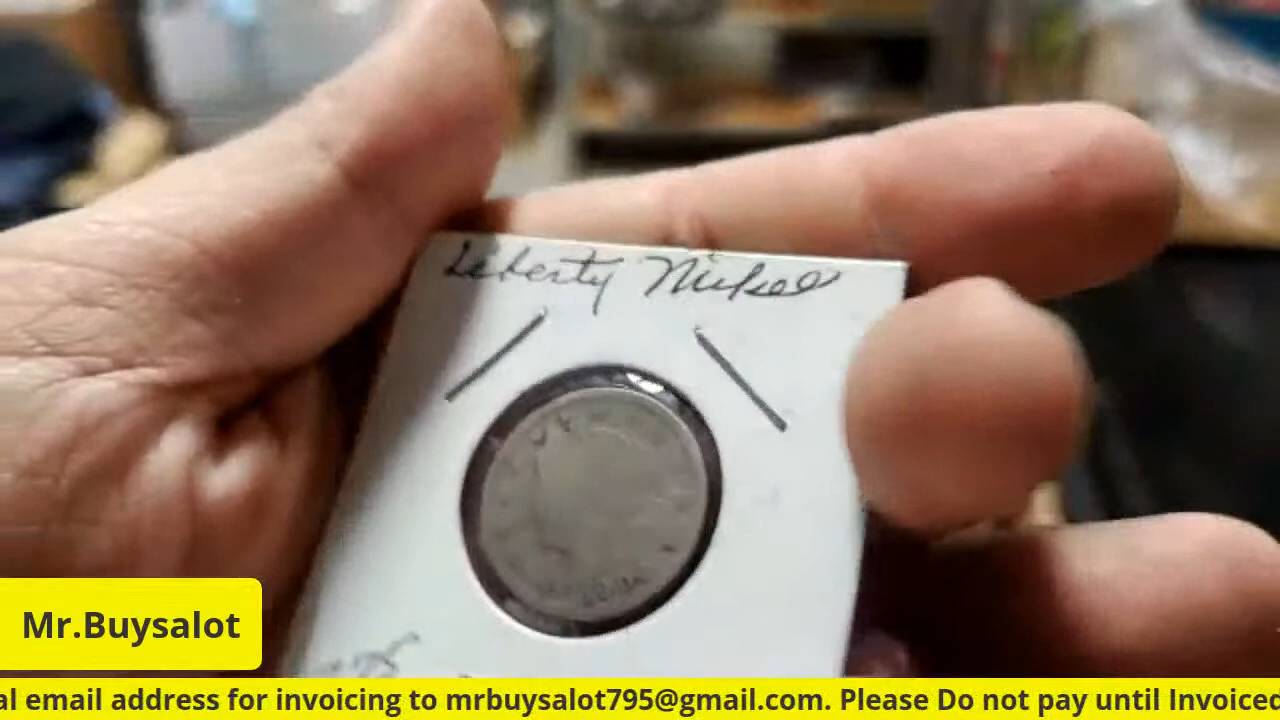 Liberty Nickel
Mr.Buysalot
al email address for invoicing to mrbuysalot795@gmail.com. Please Do not pay until Invoiced